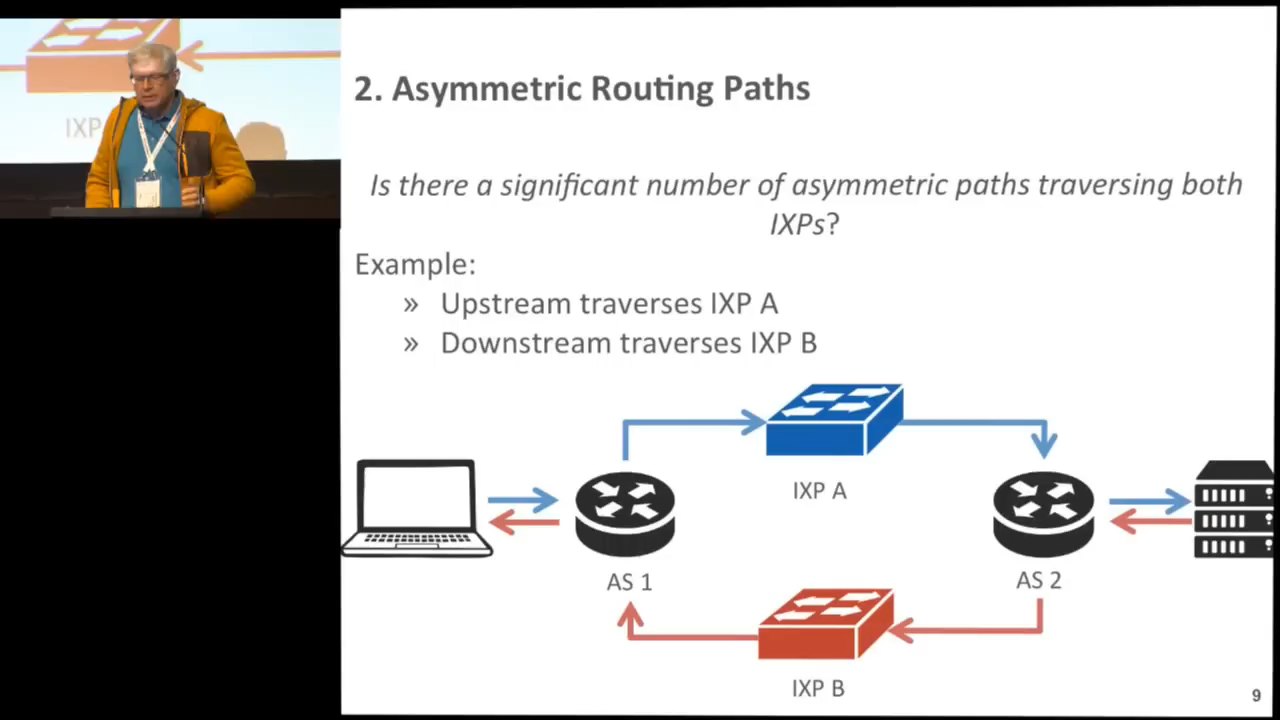 IXP
2. Asymmetric Routing Paths
Is there a significant number of asymmetric paths traversing both
IXPs?
Example:
» Upstream traverses IXP A
» Downstream traverses IXP B
IXP A
AS 1
AS 2
IXP B
9